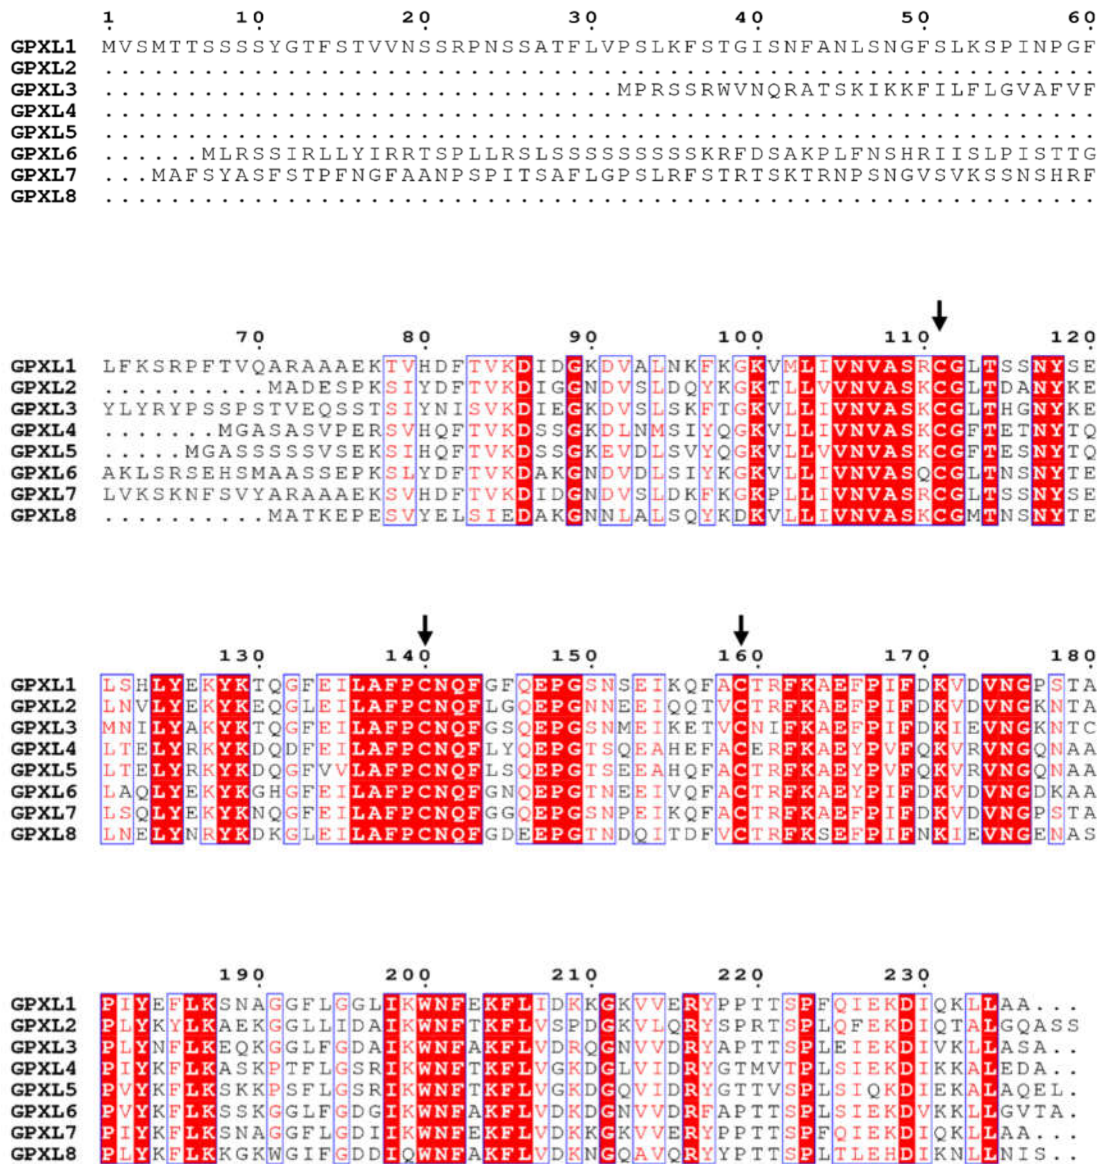 1 10 20 30 40 50 60
GPXL1 MVSMTTSSSSSYGTFSTVVNSSRPNSSATFLVPSLKFSTGISNFANLSNGFSLKSPINPGF
GPXL2 ............................................................
GPXL3 ...............................MPRSSRWVNQRATSKIKKFILFLGVAFVF
GPXL4 ............................................................
GPXL5 ............................................................
GPXL6 ......MLRSSIRLLYIRRTSPLLRSLSSSSSSSSSKRFDSAKPLFNSHRIISLPISTTG
GPXL7 ...MAFSYASFSTPFNGFAANPSPITSAFLGPSLRFSTRTSKTRNPSNGVSVKSSNSHRF
GPXL8 ............................................................
70 80 90 100 110 120
GPXL1 LFKSRPFTVQARAAAEKTVHDFTVKDIDGKDVALNKFKGKVMLIVNVASRCGLTSSNYSE
GPXL2 ..........MADESPKSIYDFTVKDIGGNDVSLDQYKGKTLLVVNVASKCGLTDANYKE
GPXL3 YLYRYPSSPSTVEQSSTSIYNISVKDIEGKDVSLSKFTGKVLLIVNVASKCGLTHGNYKE
GPXL4 .......MGASASVPERSVHQFTVKDSSGKDLNMSIYQGKVLLIVNVASKCGFTETNYTQ
GPXL5 .....MGASSSSSVSEKSIHQFTVKDSSGKEVDLSVYQGKVLLVVNVASKCGFTESNYTQ
GPXL6 AKLSRSEHSMAASSEPKSLYDFTVKDAKGNDVDLSIYKGKVLLIVNVASQCGLTNSNYTE
GPXL7 LVKSKNFSVYARAAAEKSVHDFTVKDIDGNDVSLDKFKGKPLLIVNVASRCGLTSSNYSE
GPXL8 ..........MATKEPESVYELSIEDAKGNNLALSQYKDKVLLIVNVASKCGMTNSNYTE
130 140 150 160 170 180
GPXL1 LSHLYEKYKTQGFEILAFPCNQFGFQEPGSNSEIKQFACTRFKAEFPIFDKVDVNGPSTA
GPXL2 LNVLYEKYKEQGLEILAFPCNQFLGQEPGNNEEIQQTVCTRFKAEFPIFDKVDVNGKNTA
GPXL3 MNILYAKYKTQGFEILAFPCNQFGSQEPGSNMEIKETVCNIFKAEFPIFDKIEVNGKNTC
GPXL4 LTELYRKYKDQDFEILAFPCNQFLYQEPGTSQEAHEFACERFKAEYPVFQKVRVNGQNAA
GPXL5 LTELYRKYKDQGFVVLAFPCNQFLSQEPGTSEEAHQFACTRFKAEYPVFQKVRVNGQNAA
GPXL6 LAQLYEKYKGHGFEILAFPCNQFGNQEPGTNEEIVQFACTRFKAEYPIFDKVDVNGDKAA
GPXL7 LSQLYEKYKNQGFEILAFPCNQFGGQEPGSNPEIKQFACTRFKAEFPIFDKVDVNGPSTA
GPXL8 LNELYNRYKDKGLEILAFPCNQFGDEEPGTNDQITDFVCTRFKSEFPIFNKIEVNGENAS
190 200 210 220 230
GPXL1 PIYEFLKSNAGGFLGGLIKWNFEKFLIDKKGKVVERYPPTTSPFQIEKDIQKLLAA...
GPXL2 PLYKYLKAEKGGLLIDAIKWNFTKFLVSPDGKVLQRYSPRTSPLQFEKDIQTALGQASS
GPXL3 PLYNFLKEQKGGLFGDAIKWNFAKFLVDRQGNVVDRYAPTTSPLEIEKDIVKLLASA..
GPXL4 PIYKFLKASKPTFLGSRIKWNFTKFLVGKDGLVIDRYGTMVTPLSIEKDIKKALEDA..
GPXL5 PVYKFLKSKKPSFLGSRIKWNFTKFLVGKDGQVIDRYGTTVSPLSIQKDIEKALAQEL.
GPXL6 PVYKFLKSSKGGLFGDGIKWNFAKFLVDKDGNVVDRFAPTTSPLSIEKDVKKLLGVTA.
GPXL7 PIYKFLKSNAGGFLGDIIKWNFEKFLVDKKGKVVERYPPTTSPFQIEKDIQKLLAA...
GPXL8 PLYKFLKKGKWGIFGDDIQWNFAKFLVDKNGQAVQRYYPTTSPLTLEHDIKNLLNIS..